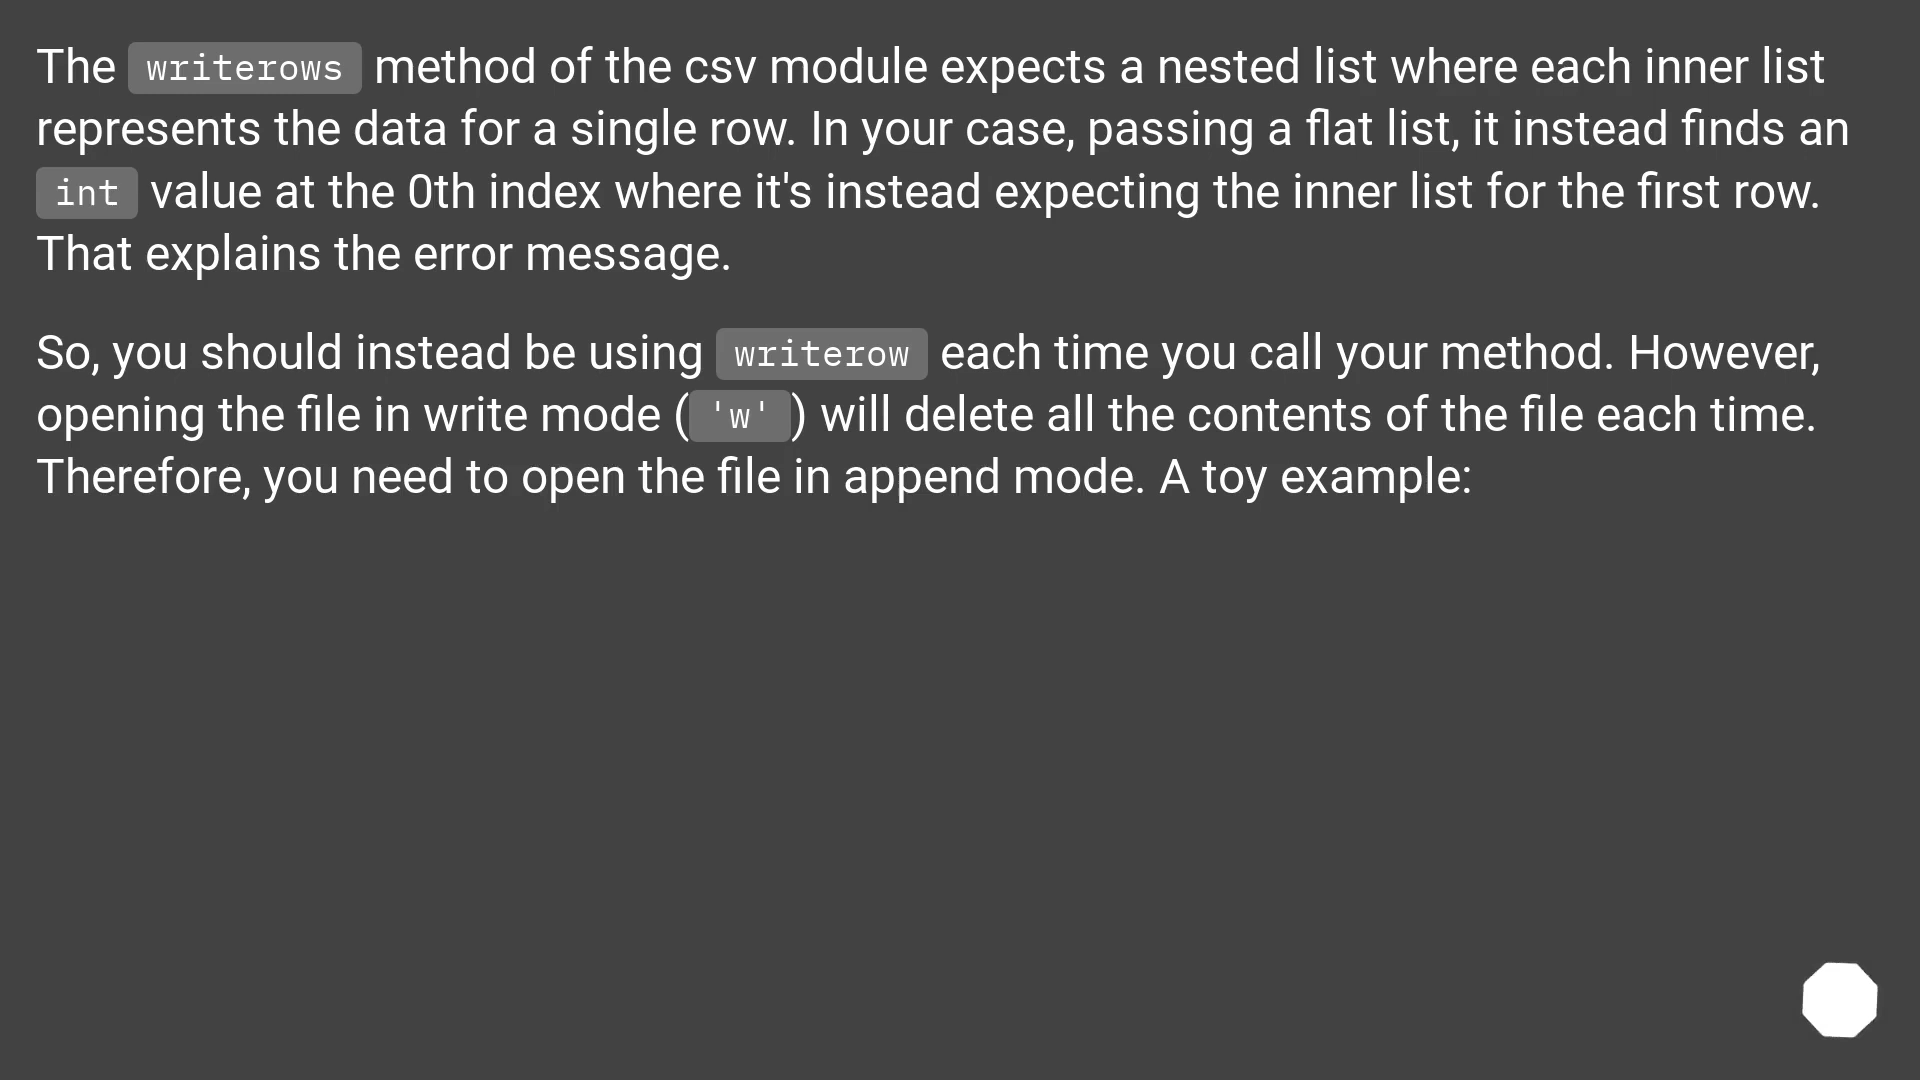 The writerows method of the csv module expects a nested list where each inner list
represents the data for a single row. In your case, passing a flat list, it instead finds an
int value at the 0th index where it's instead expecting the inner list for the first row.
That explains the error message.
So, you should instead be using writerow each time you call your method. However,
opening the file in write mode ( 'w' ) will delete all the contents of the file each time.
Therefore, you need to open the file in append mode. A toy example: